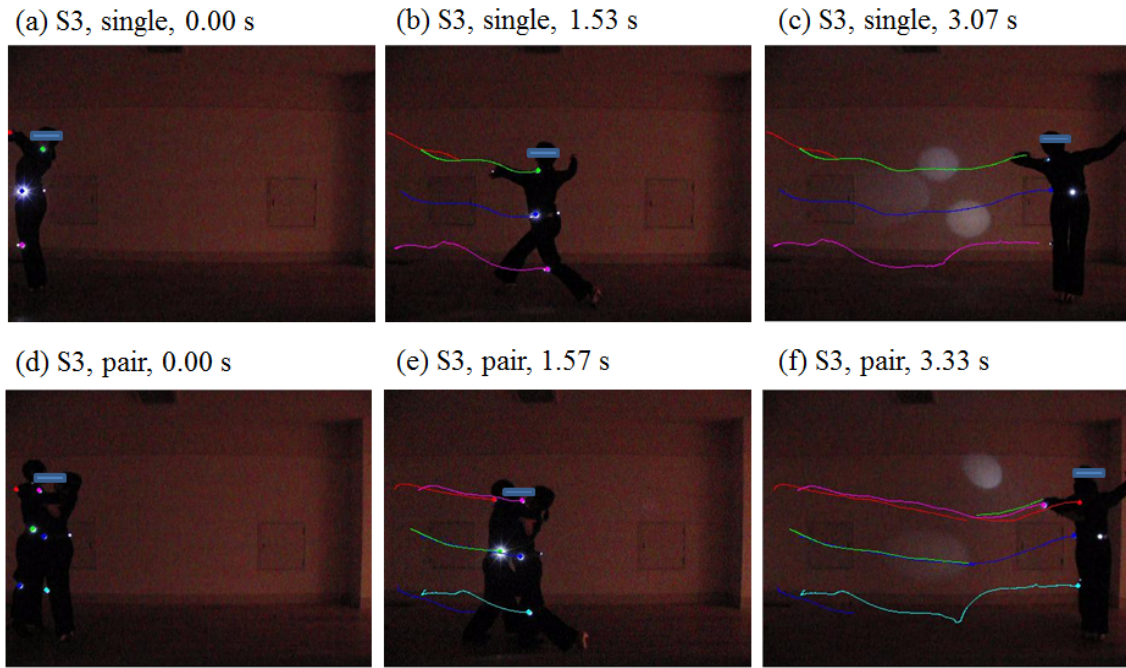 (a) S3, single, 0.00 s
(b) S3, single, 1.53 s
(c) S3, single, 3.07 s
(d) S3, pair, 0.00 s
(e) S3, pair, 1.57 s
(f) S3, pair, 3.33 s